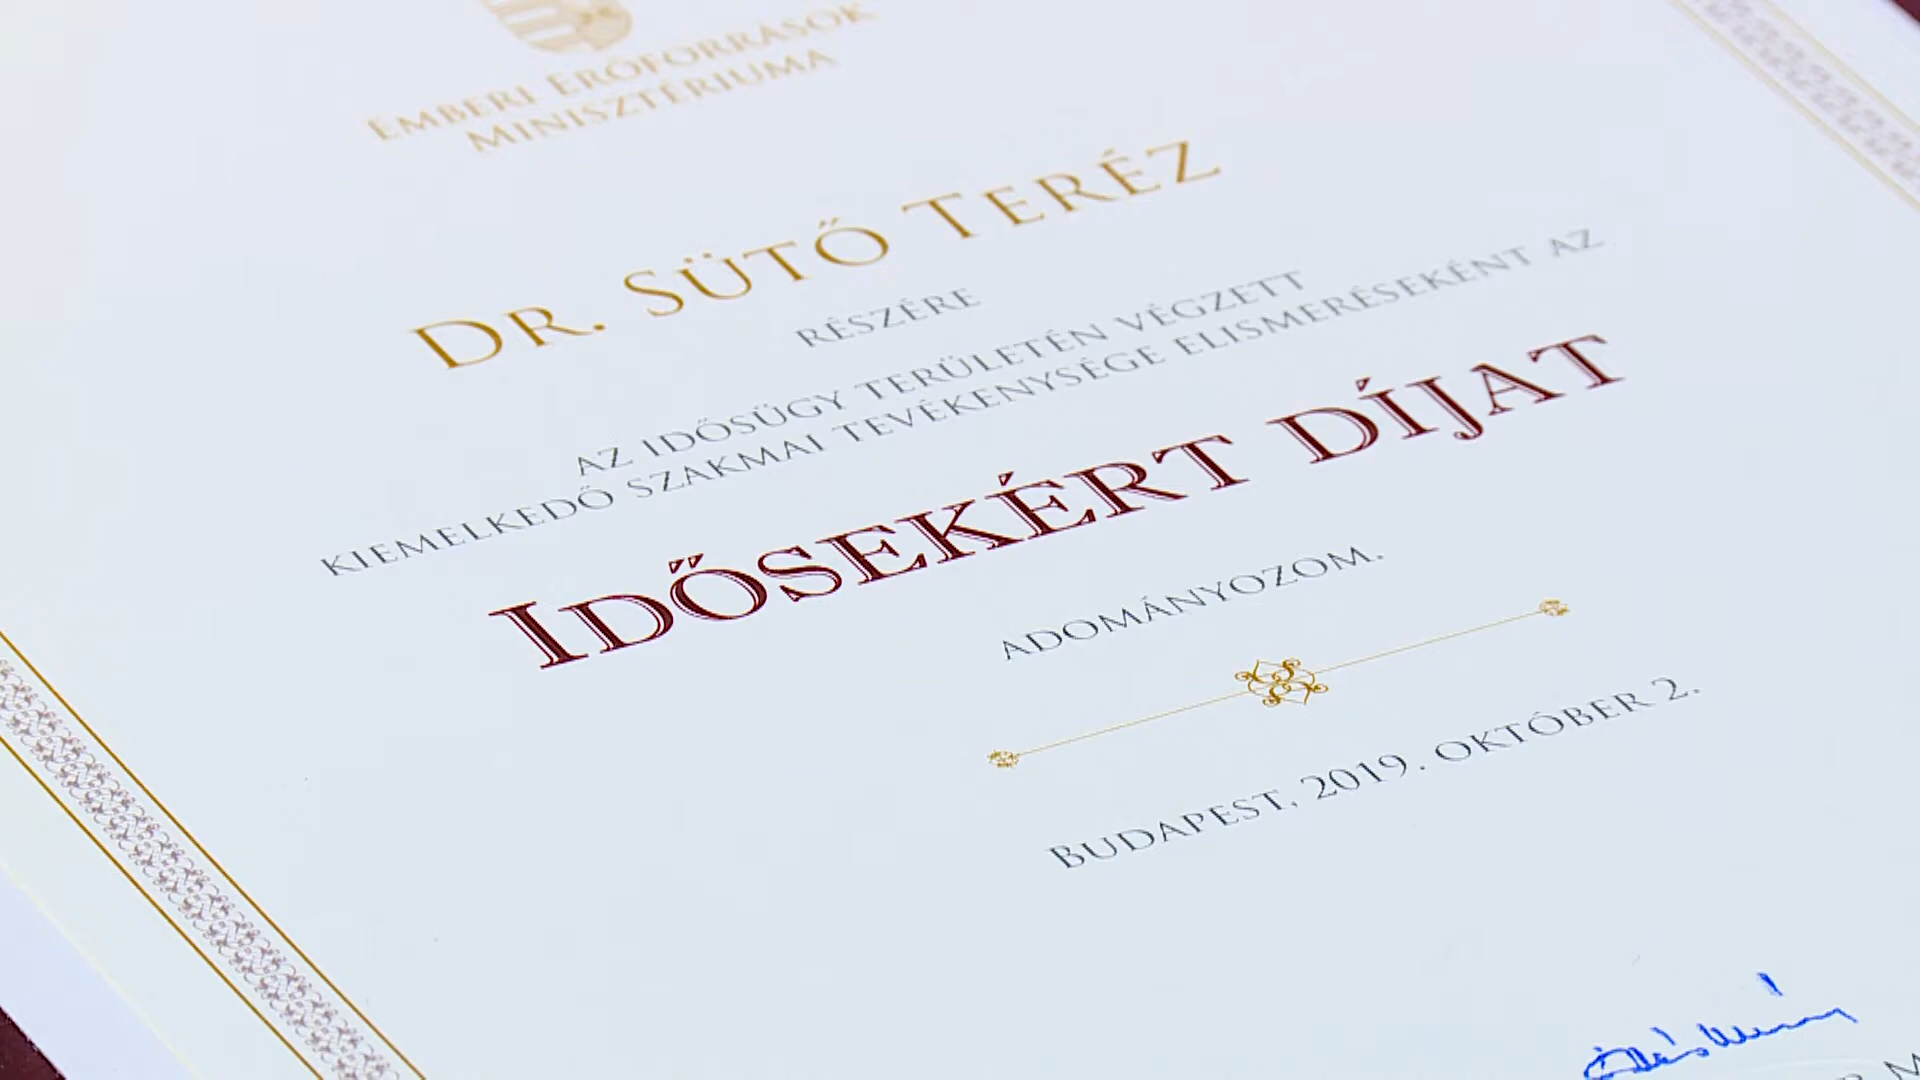 EMBERI ERŐFORRÁSOK
MINISZTÉRIUMA
DR. SÜTŐ TERÉZ
RÉSZÉRE
AZ IDŐSÜGY TERÜLETÉN VÉGZETT
KIEMELKEDŐ SZAKMAI TEVÉKENYSÉGE ELISMERÉSEKÉNT AZ
IDŐSEKÉRT DÍJAT
ADOMÁNYOZOM.
BUDAPEST, 2019. OKTÓBER 2.